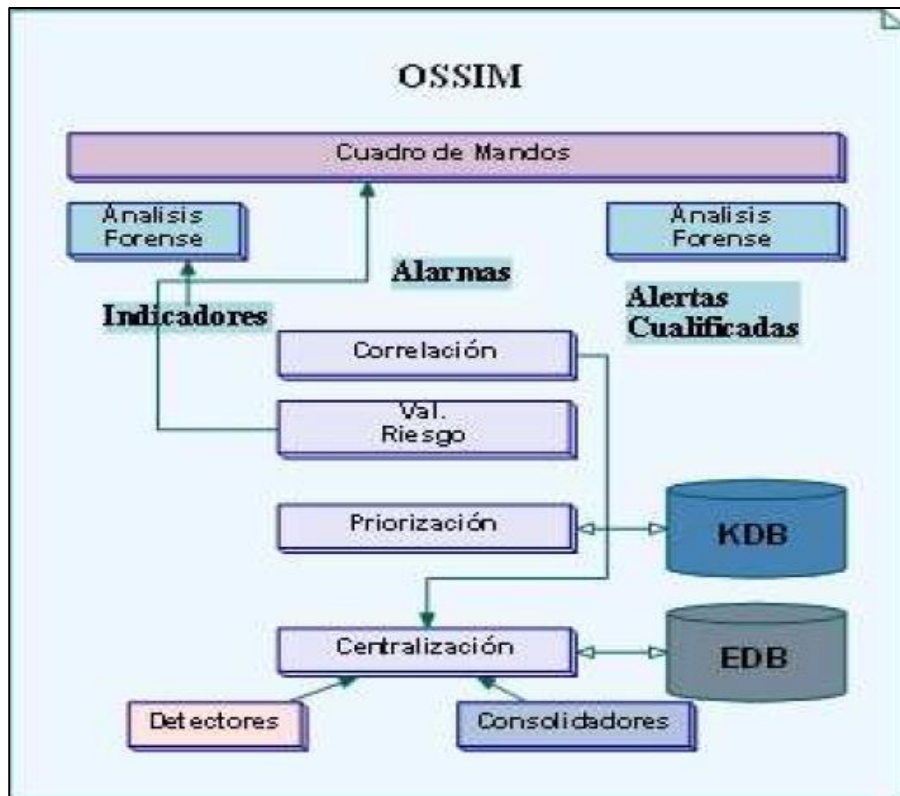 OSSIM
Cuadro de Mandos
Analisis
Forense
Analisis
Forense
Alarmas
Indicadores
Alertas
Cualificadas
Correlación
Val.
Riesgo
Priorización
KDB
Centralización
EDB
Detectores
Consolidadores